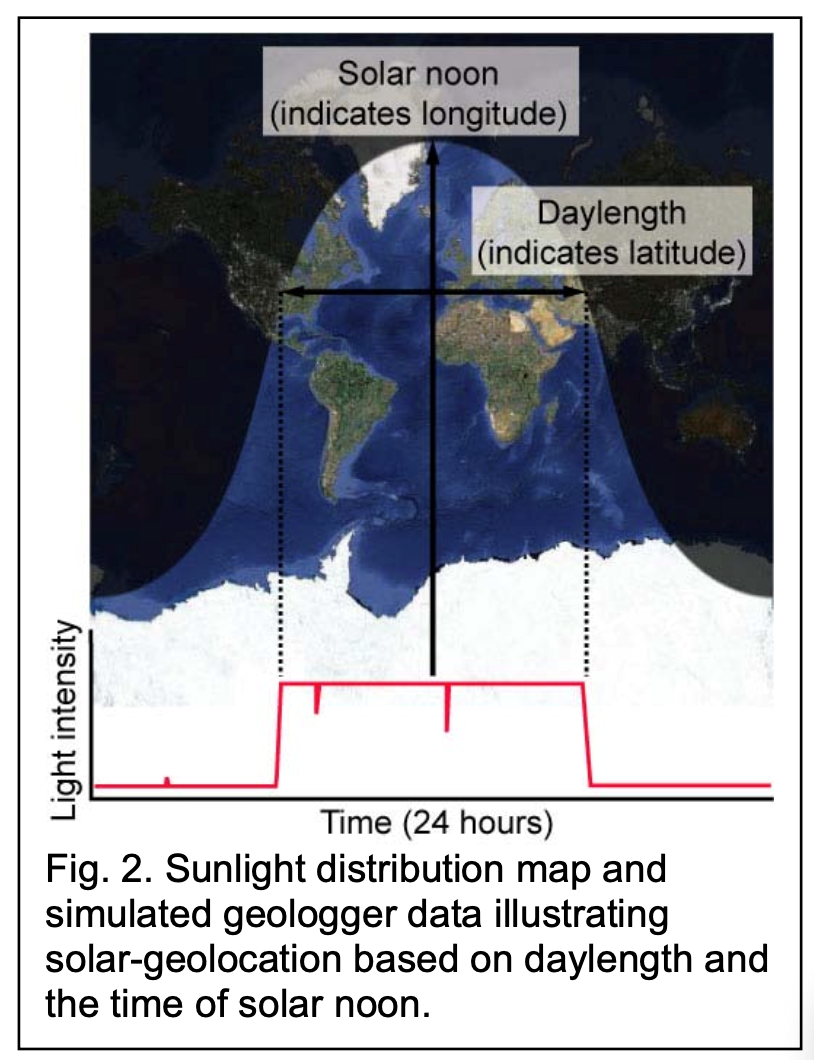 Solar noon
(indicates longitude)
Daylength
(indicates latitude)
Light intensity
Time (24 hours)
Fig. 2. Sunlight distribution map and
simulated geologger data illustrating
solar-geolocation based on daylength and
the time of solar noon.